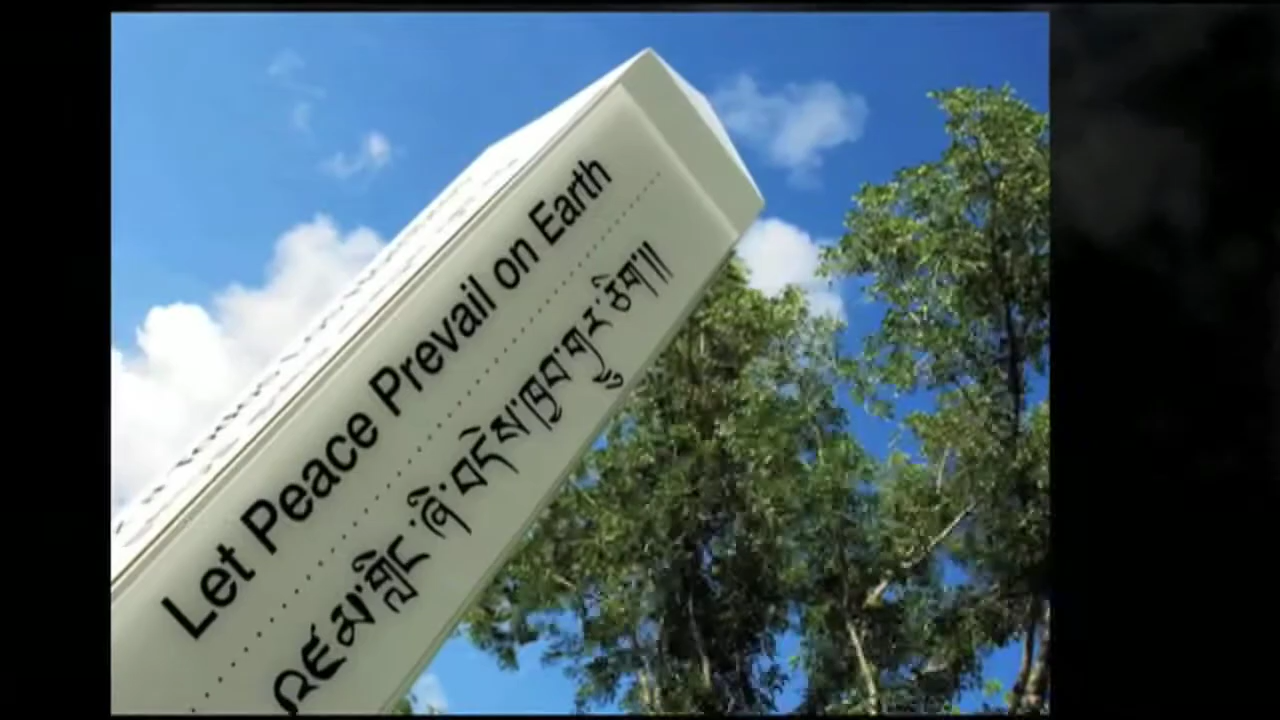 Let Peace Prevail on Earth
འཛམ་གླིང་ཞི་བདེས་ཁྱབ་གྱུར་ཅིག།